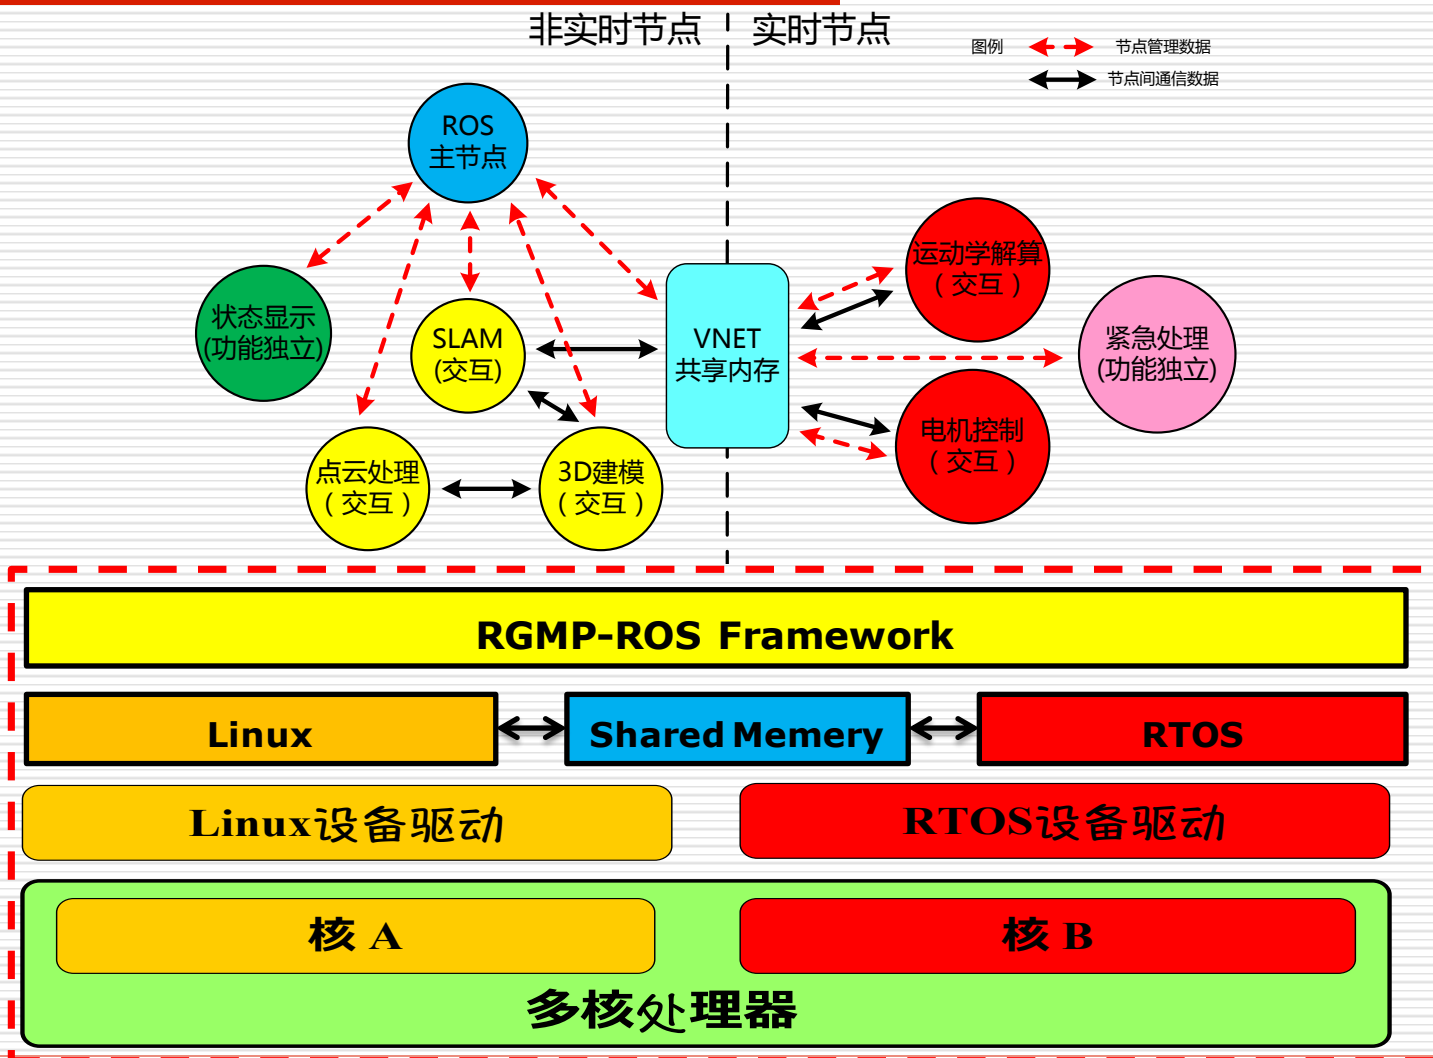 非实时节点
实时节点
图例
节点管理数据
节点间通信数据
ROS
主节点
状态显示
(功能独立)
SLAM
(交互)
点云处理
（交互）
3D建模
（交互）
VNET
共享内存
运动学解算
（交互）
紧急处理
(功能独立)
电机控制
（交互）
RGMP-ROS Framework
Linux
Shared Memery
RTOS
Linux设备驱动
RTOS设备驱动
核 A
核 B
多核处理器